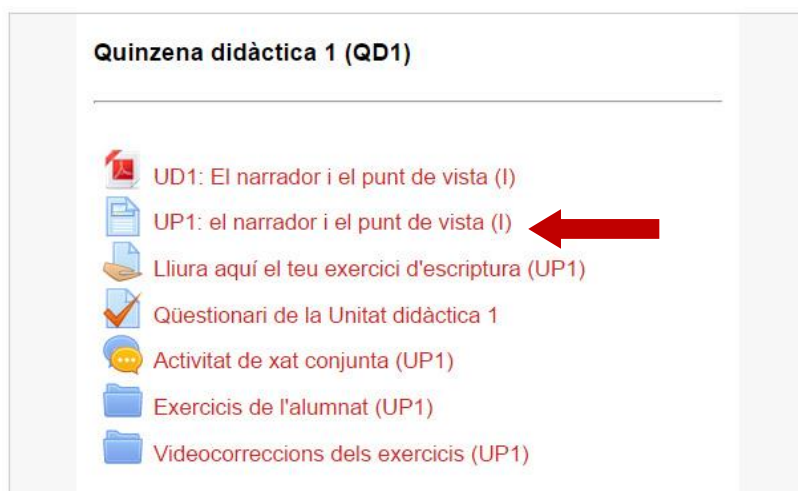 Quinzena didàctica 1 (QD1)
UD1: El narrador i el punt de vista (I)
UP1: el narrador i el punt de vista (I)
Lliura aquí el teu exercici d'escriptura (UP1)
Qüestionari de la Unitat didàctica 1
Activitat de xat conjunta (UP1)
Exercicis de l'alumnat (UP1)
Videocorreccions dels exercicis (UP1)